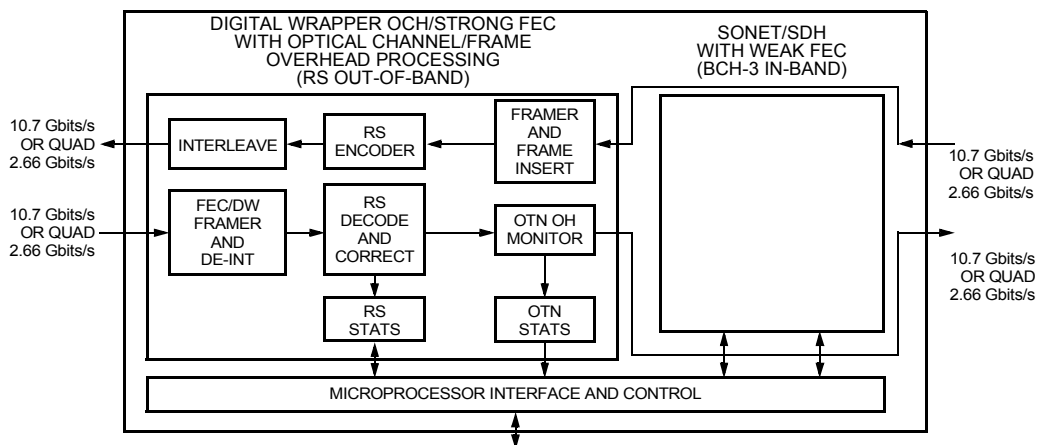 DIGITAL WRAPPER OCH/STRONG FEC
WITH OPTICAL CHANNEL/FRAME
OVERHEAD PROCESSING
(RS OUT-OF-BAND)
SONET/SDH
WITH WEAK FEC
(BCH-3 IN-BAND)
10.7 Gbits/s
OR QUAD
2.66 Gbits/s
INTERLEAVE
RS
ENCODER
FRAMER
AND
FRAME
INSERT
10.7 Gbits/s
OR QUAD
2.66 Gbits/s
10.7 Gbits/s
OR QUAD
2.66 Gbits/s
FEC/DW
FRAMER
AND
DE-INT
RS
DECODE
AND
CORRECT
OTN OH
MONITOR
10.7 Gbits/s
OR QUAD
2.66 Gbits/s
RS
STATS
OTN
STATS
MICROPROCESSOR INTERFACE AND CONTROL